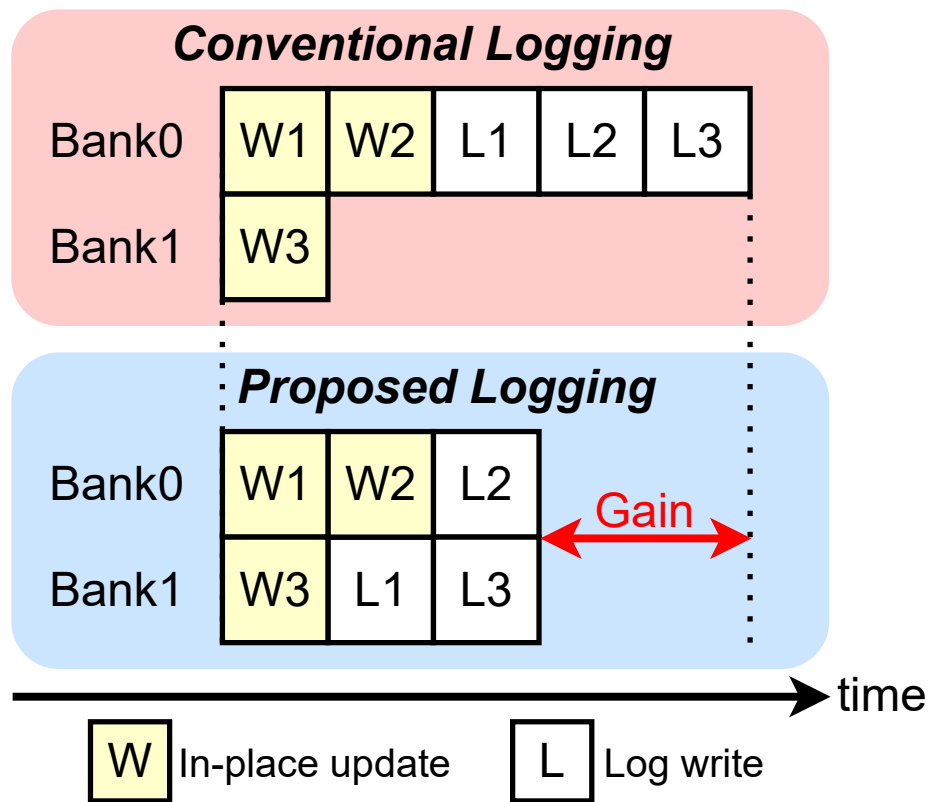 Conventional Logging
Bank0 W1 W2 L1 L2 L3
Bank1 W3
Proposed Logging
Bank0 W1 W2 L2
Gain
Bank1 W3 L1 L3
time
W In-place update L Log write